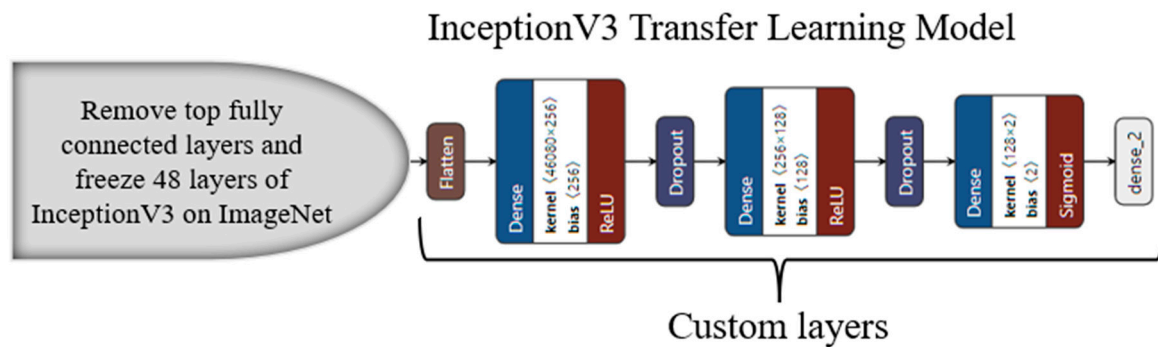 InceptionV3 Transfer Learning Model
Remove top fully
connected layers and
freeze 48 layers of
InceptionV3 on ImageNet
Flatten
Dense
kernel ⟨46080×256⟩
bias ⟨256⟩
ReLU
Dropout
Dense
kernel ⟨256×128⟩
bias ⟨128⟩
ReLU
Dropout
Dense
kernel ⟨128×2⟩
bias ⟨2⟩
Sigmoid
dense_2
Custom layers